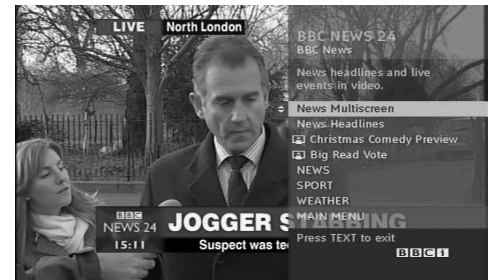 LIVE North London
BBC NEWS 24
BBC News
News headlines and live
events in video.
News Multiscreen
News Headlines
Christmas Comedy Preview
Big Read Vote
NEWS
SPORT
WEATHER
MAIN MENU
Press TEXT to exit
BBCi
BBC
NEWS 24
15:11
JOGGER STABBING
Suspect was